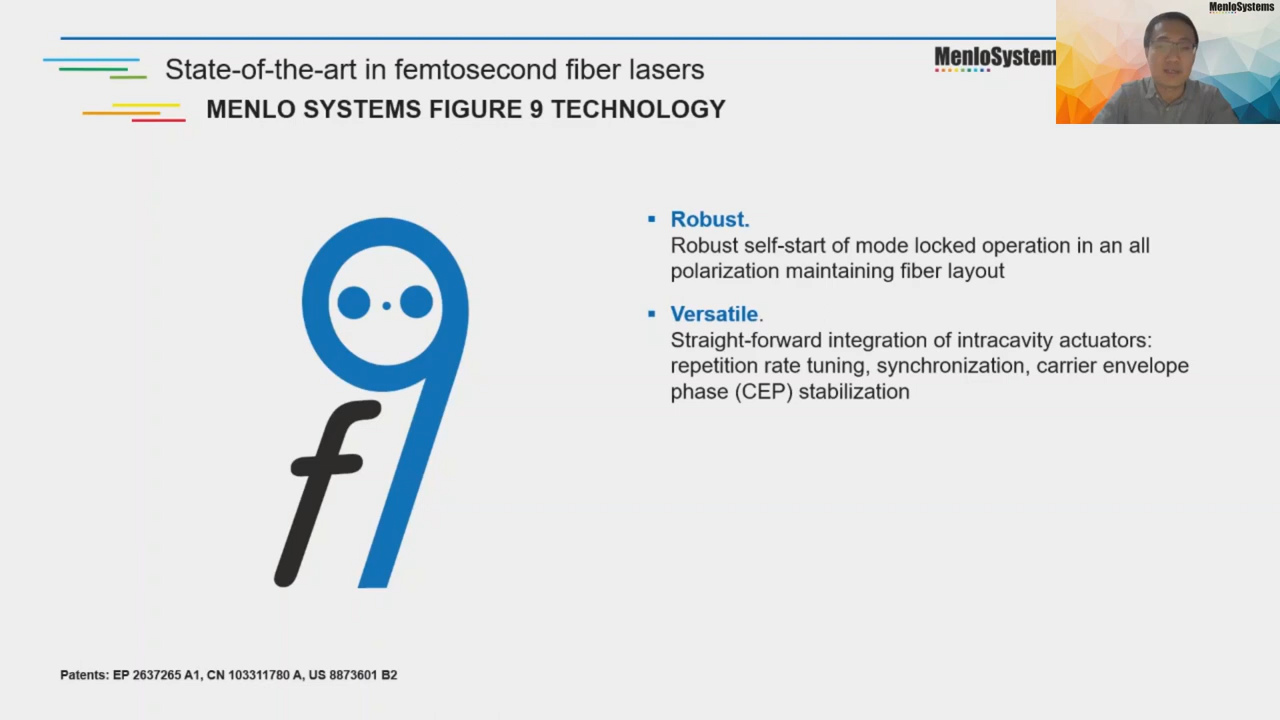 State-of-the-art in femtosecond fiber lasers
MENLO SYSTEMS FIGURE 9 TECHNOLOGY
MenloSystem
MenloSystems
f9
▪ Robust.
Robust self-start of mode locked operation in an all
polarization maintaining fiber layout
▪ Versatile.
Straight-forward integration of intracavity actuators:
repetition rate tuning, synchronization, carrier envelope
phase (CEP) stabilization
Patents: EP 2637265 A1, CN 103311780 A, US 8873601 B2